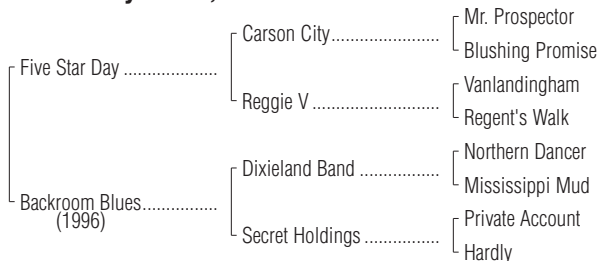 Mr. Prospector
Carson City
Blushing Promise
Five Star Day
Vanlandingham
Reggie V
Regent's Walk
Northern Dancer
Dixieland Band
Mississippi Mud
Backroom Blues
(1996)
Private Account
Secret Holdings
Hardly